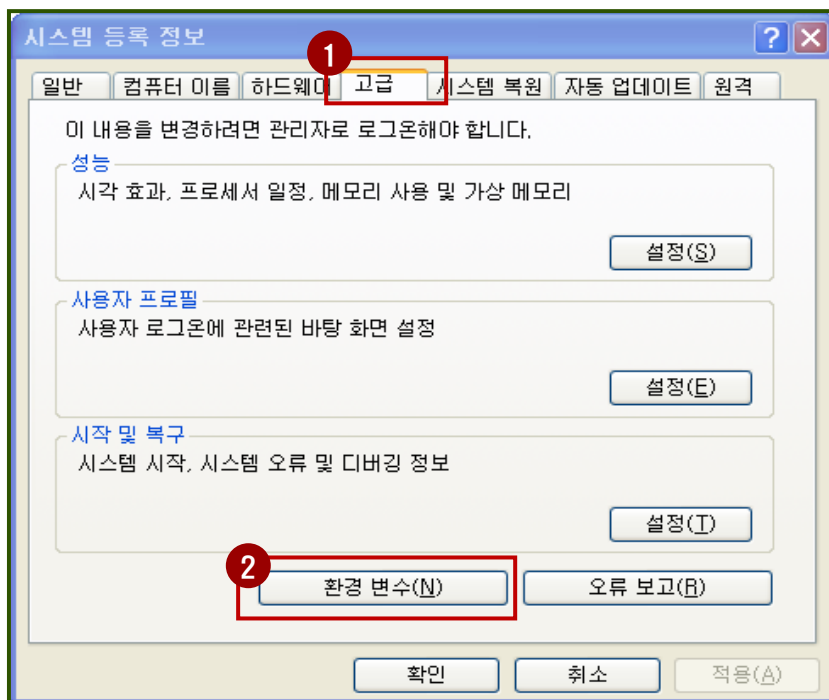 시스템 등록 정보
1
일반 컴퓨터 이름 하드웨어 고급 시스템 복원 자동 업데이트 원격
이 내용을 변경하려면 관리자로 로그온해야 합니다.
성능
시각 효과, 프로세서 일정, 메모리 사용 및 가상 메모리
설정(S)
사용자 프로필
사용자 로그온에 관련된 바탕 화면 설정
설정(E)
시작 및 복구
시스템 시작, 시스템 오류 및 디버깅 정보
설정(T)
2
환경 변수(N) 오류 보고(R)
확인 취소 적용(A)